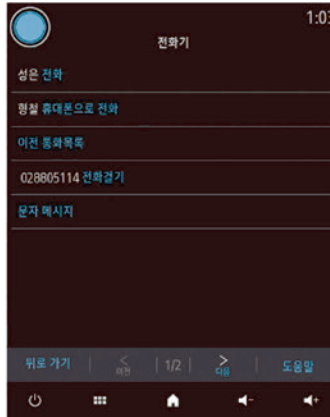 1:03
전화기
성은 전화
형철 휴대폰으로 전화
이전 통화목록
028805114 전화걸기
문자 메시지
뒤로 가기
<
이전
1/2
>
다음
도움말